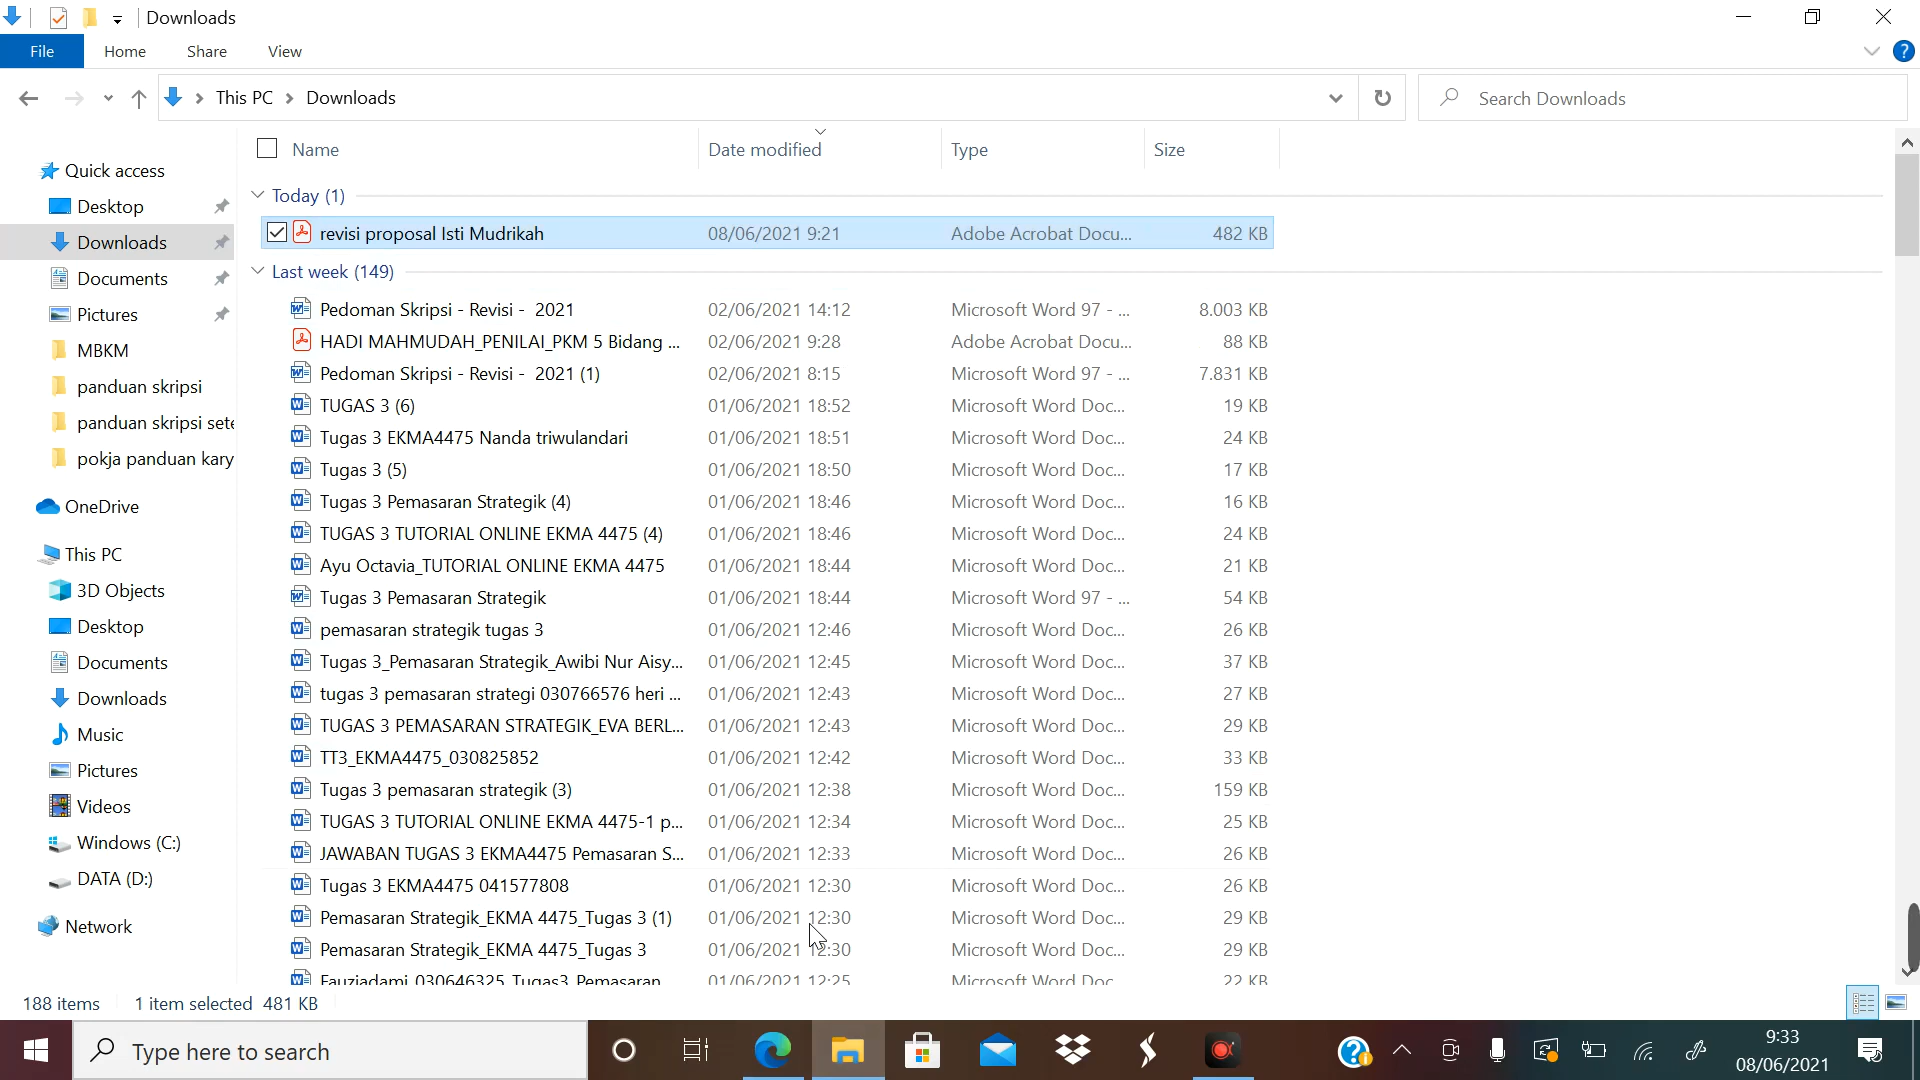 Downloads
File Home Share View
This PC Downloads
Search Downloads
Name Date modified Type Size
Quick access
Desktop
Downloads
Documents
Pictures
MBKM
panduan skripsi
panduan skripsi sete
pokja panduan kary
OneDrive
This PC
3D Objects
Desktop
Documents
Downloads
Music
Pictures
Videos
Windows (C:)
DATA (D:)
Network
Today (1)
revisi proposal Isti Mudrikah 08/06/2021 9:21 Adobe Acrobat Docu... 482 KB
Last week (149)
Pedoman Skripsi - Revisi - 2021 02/06/2021 14:12 Microsoft Word 97 - ... 8.003 KB
HADI MAHMUDAH_PENILAI_PKM 5 Bidang ... 02/06/2021 9:28 Adobe Acrobat Docu... 88 KB
Pedoman Skripsi - Revisi - 2021 (1) 02/06/2021 8:15 Microsoft Word 97 - ... 7.831 KB
TUGAS 3 (6) 01/06/2021 18:52 Microsoft Word Doc... 19 KB
Tugas 3 EKMA4475 Nanda triwulandari 01/06/2021 18:51 Microsoft Word Doc... 24 KB
Tugas 3 (5) 01/06/2021 18:50 Microsoft Word Doc... 17 KB
Tugas 3 Pemasaran Strategik (4) 01/06/2021 18:46 Microsoft Word Doc... 16 KB
TUGAS 3 TUTORIAL ONLINE EKMA 4475 (4) 01/06/2021 18:46 Microsoft Word Doc... 24 KB
Ayu Octavia_TUTORIAL ONLINE EKMA 4475 01/06/2021 18:44 Microsoft Word Doc... 21 KB
Tugas 3 Pemasaran Strategik 01/06/2021 18:44 Microsoft Word 97 - ... 54 KB
pemasaran strategik tugas 3 01/06/2021 12:46 Microsoft Word Doc... 26 KB
Tugas 3_Pemasaran Strategik_Awibi Nur Aisy... 01/06/2021 12:45 Microsoft Word Doc... 37 KB
tugas 3 pemasaran strategi 030766576 heri ... 01/06/2021 12:43 Microsoft Word Doc... 27 KB
TUGAS 3 PEMASARAN STRATEGIK_EVA BERL... 01/06/2021 12:43 Microsoft Word Doc... 29 KB
TT3_EKMA4475_030825852 01/06/2021 12:42 Microsoft Word Doc... 33 KB
Tugas 3 pemasaran strategik (3) 01/06/2021 12:38 Microsoft Word Doc... 159 KB
TUGAS 3 TUTORIAL ONLINE EKMA 4475-1 p... 01/06/2021 12:34 Microsoft Word Doc... 25 KB
JAWABAN TUGAS 3 EKMA4475 Pemasaran S... 01/06/2021 12:33 Microsoft Word Doc... 26 KB
Tugas 3 EKMA4475 041577808 01/06/2021 12:30 Microsoft Word Doc... 26 KB
Pemasaran Strategik_EKMA 4475_Tugas 3 (1) 01/06/2021 12:30 Microsoft Word Doc... 29 KB
Pemasaran Strategik_EKMA 4475_Tugas 3 01/06/2021 12:30 Microsoft Word Doc... 29 KB
Fauziadami_030646325_Tugas3_Pemasaran 01/06/2021 12:25 Microsoft Word Doc 22 KB
188 items 1 item selected 481 KB
Type here to search
9:33
08/06/2021